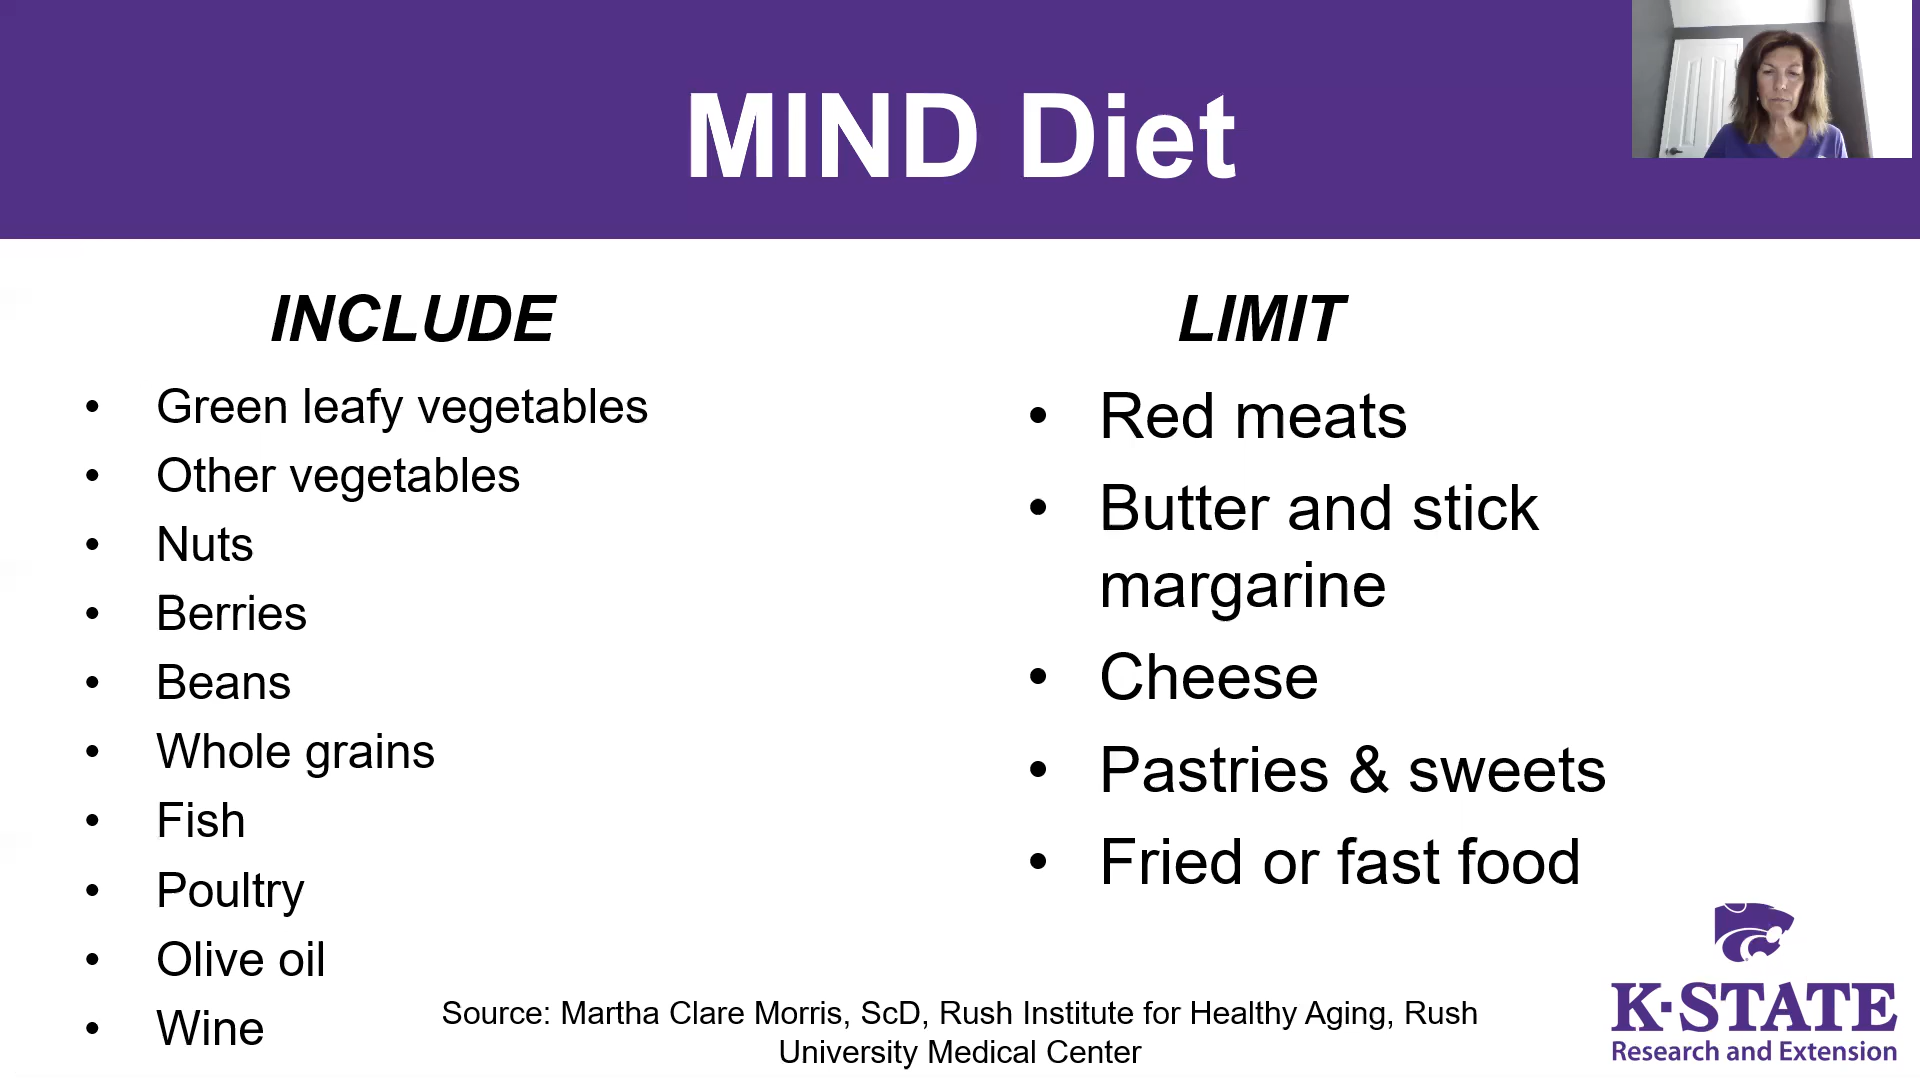 MIND Diet
INCLUDE
• Green leafy vegetables
• Other vegetables
• Nuts
• Berries
• Beans
• Whole grains
• Fish
• Poultry
• Olive oil
• Wine
LIMIT
• Red meats
• Butter and stick
margarine
• Cheese
• Pastries & sweets
• Fried or fast food
Source: Martha Clare Morris, ScD, Rush Institute for Healthy Aging, Rush
University Medical Center
K-STATE
Research and Extension